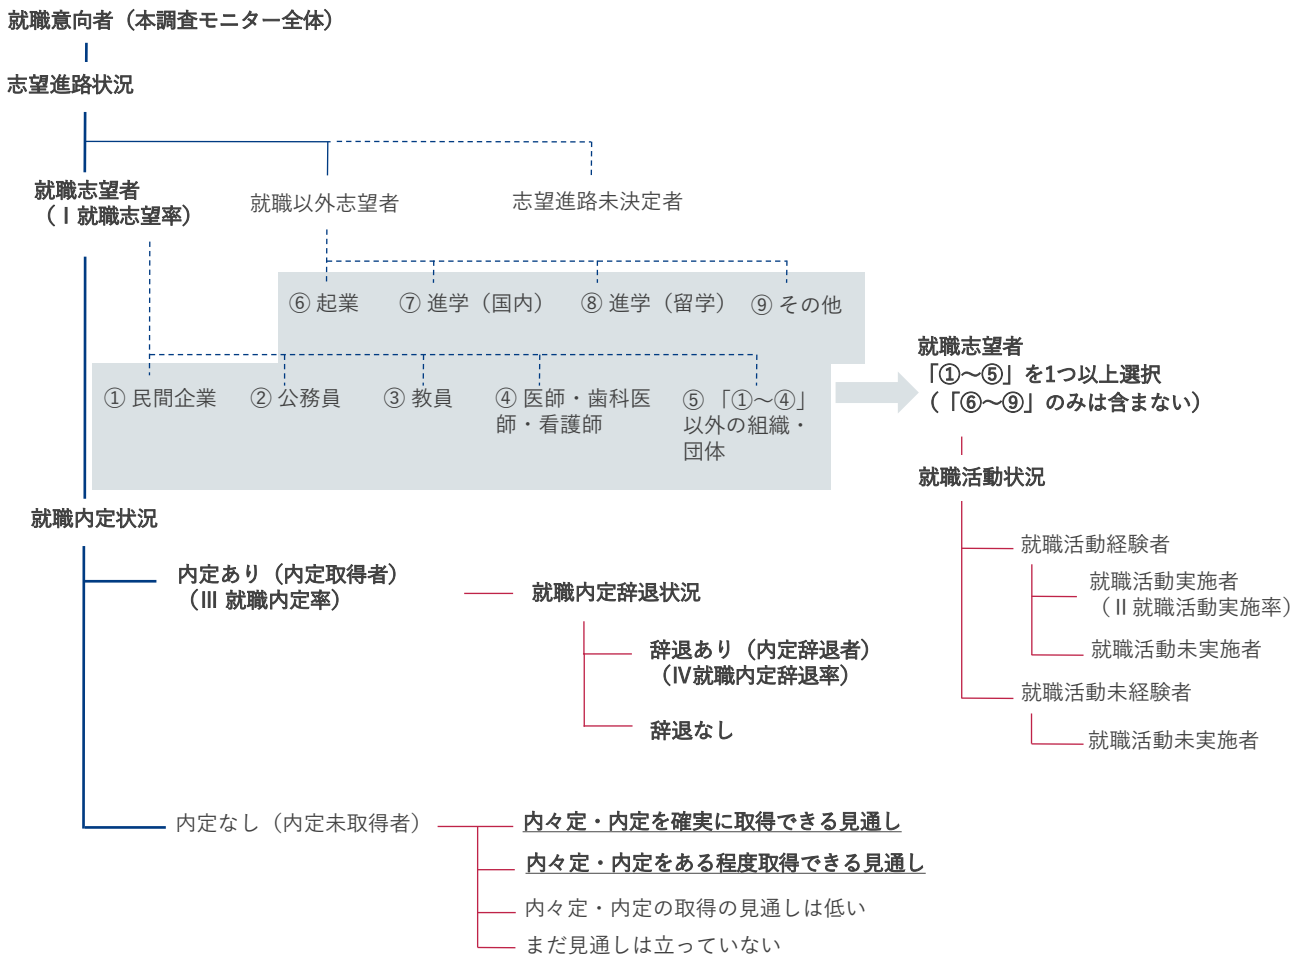 就職意向者（本調査モニター全体）
志望進路状況
就職志望者
（Ⅰ就職志望率）
就職以外志望者
志望進路未決定者
⑥ 起業
⑦ 進学（国内）
⑧ 進学（留学）
⑨ その他
① 民間企業
② 公務員
③ 教員
④ 医師・歯科医
師・看護師
⑤ 「①～④」
以外の組織・
団体
就職志望者
「①～⑤」を1つ以上選択
（「⑥～⑨」のみは含まない）
就職活動状況
就職活動経験者
就職活動実施者
（Ⅱ就職活動実施率）
就職活動未実施者
就職活動未経験者
就職活動未実施者
就職内定状況
内定あり（内定取得者）
（Ⅲ 就職内定率）
就職内定辞退状況
辞退あり（内定辞退者）
（Ⅳ就職内定辞退率）
辞退なし
内定なし（内定未取得者）
内々定・内定を確実に取得できる見通し
内々定・内定をある程度取得できる見通し
内々定・内定の取得の見通しは低い
まだ見通しは立っていない